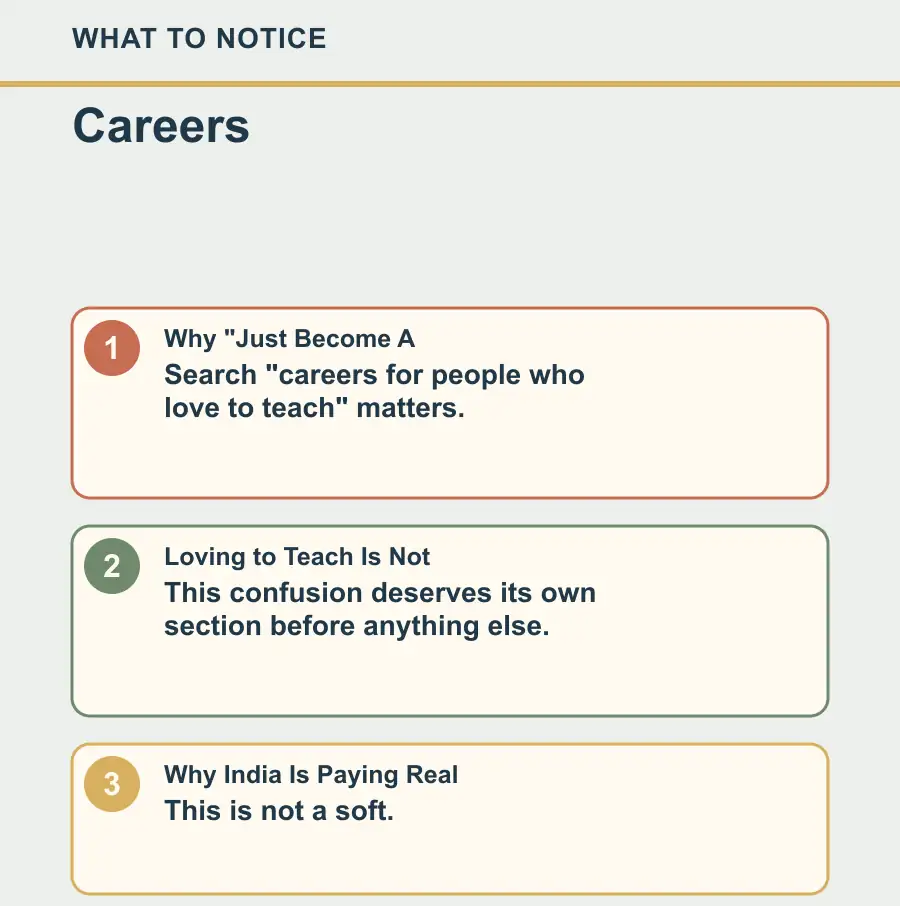 WHAT TO NOTICE
Careers
1
Why "Just Become A
Search "careers for people who
love to teach" matters.
2
Loving to Teach Is Not
This confusion deserves its own
section before anything else.
3
Why India Is Paying Real
This is not a soft.